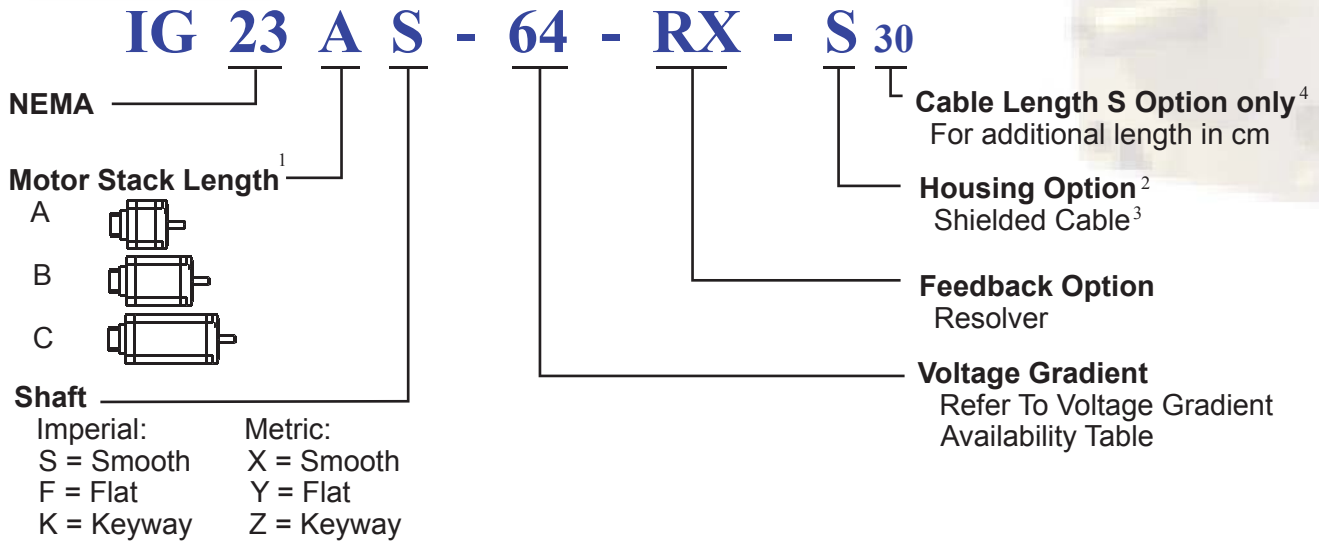 IG 23 A S - 64 - RX - S 30
NEMA
Motor Stack Length 1
A
B
C
Shaft
Imperial: Metric:
S = Smooth X = Smooth
F = Flat Y = Flat
K = Keyway Z = Keyway
Cable Length S Option only 4
For additional length in cm
Housing Option 2
Shielded Cable 3
Feedback Option
Resolver
Voltage Gradient
Refer To Voltage Gradient
Availability Table